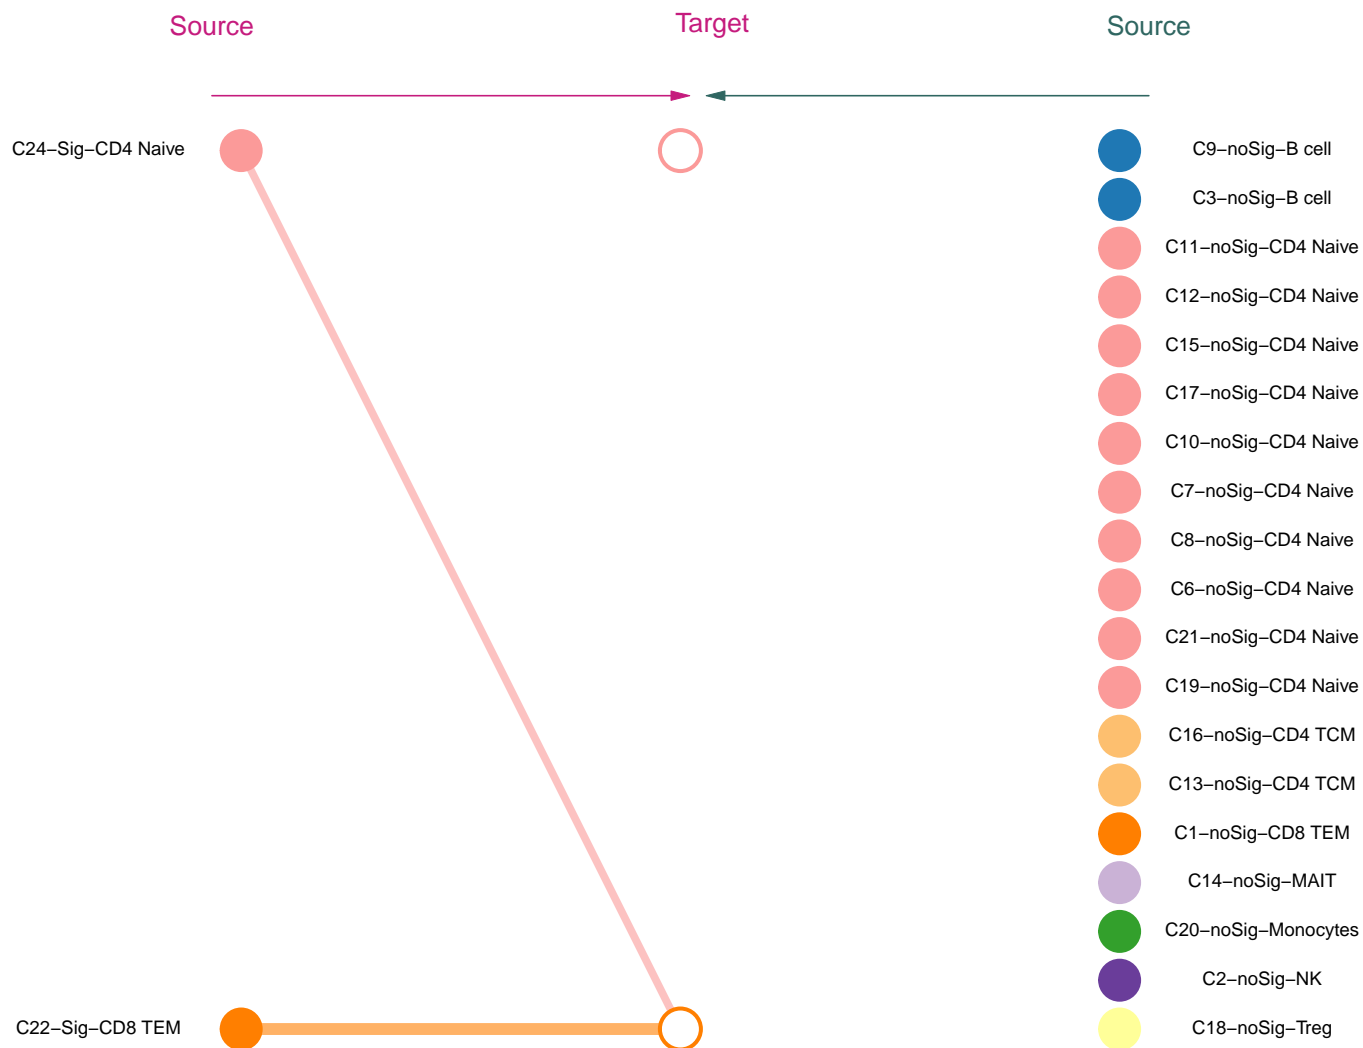 Source
Target
Source
C24−Sig−CD4 Naive
C9−noSig−B cell
C3−noSig−B cell
C11−noSig−CD4 Naive
C12−noSig−CD4 Naive
C15−noSig−CD4 Naive
C17−noSig−CD4 Naive
C10−noSig−CD4 Naive
C7−noSig−CD4 Naive
C8−noSig−CD4 Naive
C6−noSig−CD4 Naive
C21−noSig−CD4 Naive
C19−noSig−CD4 Naive
C16−noSig−CD4 TCM
C13−noSig−CD4 TCM
C1−noSig−CD8 TEM
C14−noSig−MAIT
C20−noSig−Monocytes
C2−noSig−NK
C22−Sig−CD8 TEM
C18−noSig−Treg